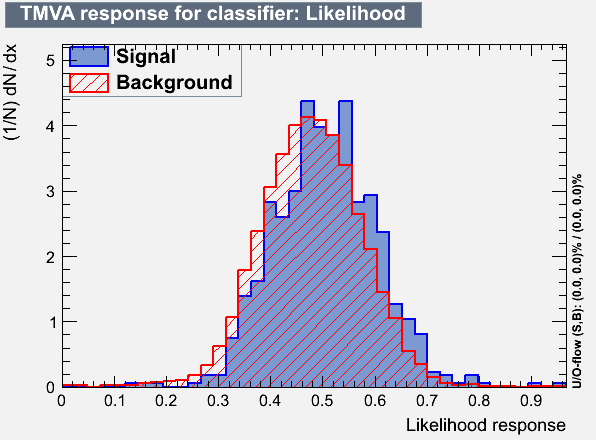 TMVA response for classifier: Likelihood
Signal
Background
(1/N) dN/dx
5
4
3
2
1
0
0 0.1 0.2 0.3 0.4 0.5 0.6 0.7 0.8 0.9
Likelihood response
U/O-flow (S,B): (0.0, 0.0)% / (0.0, 0.0)%